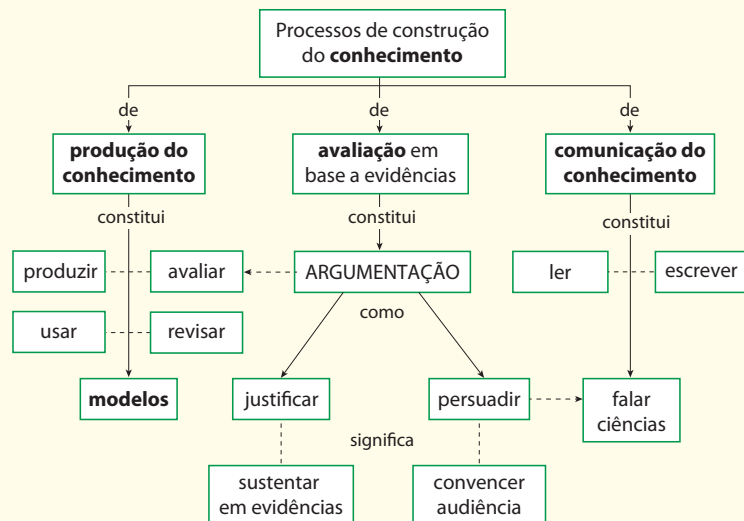 Processos de construção
do conhecimento
de
de
de
produção do
conhecimento
avaliação em
base a evidências
comunicação do
conhecimento
constitui
constitui
constitui
produzir
avaliar
ARGUMENTAÇÃO
ler
escrever
usar
revisar
como
modelos
justificar
persuadir
falar
ciências
significa
sustentar
em evidências
convencer
audiência